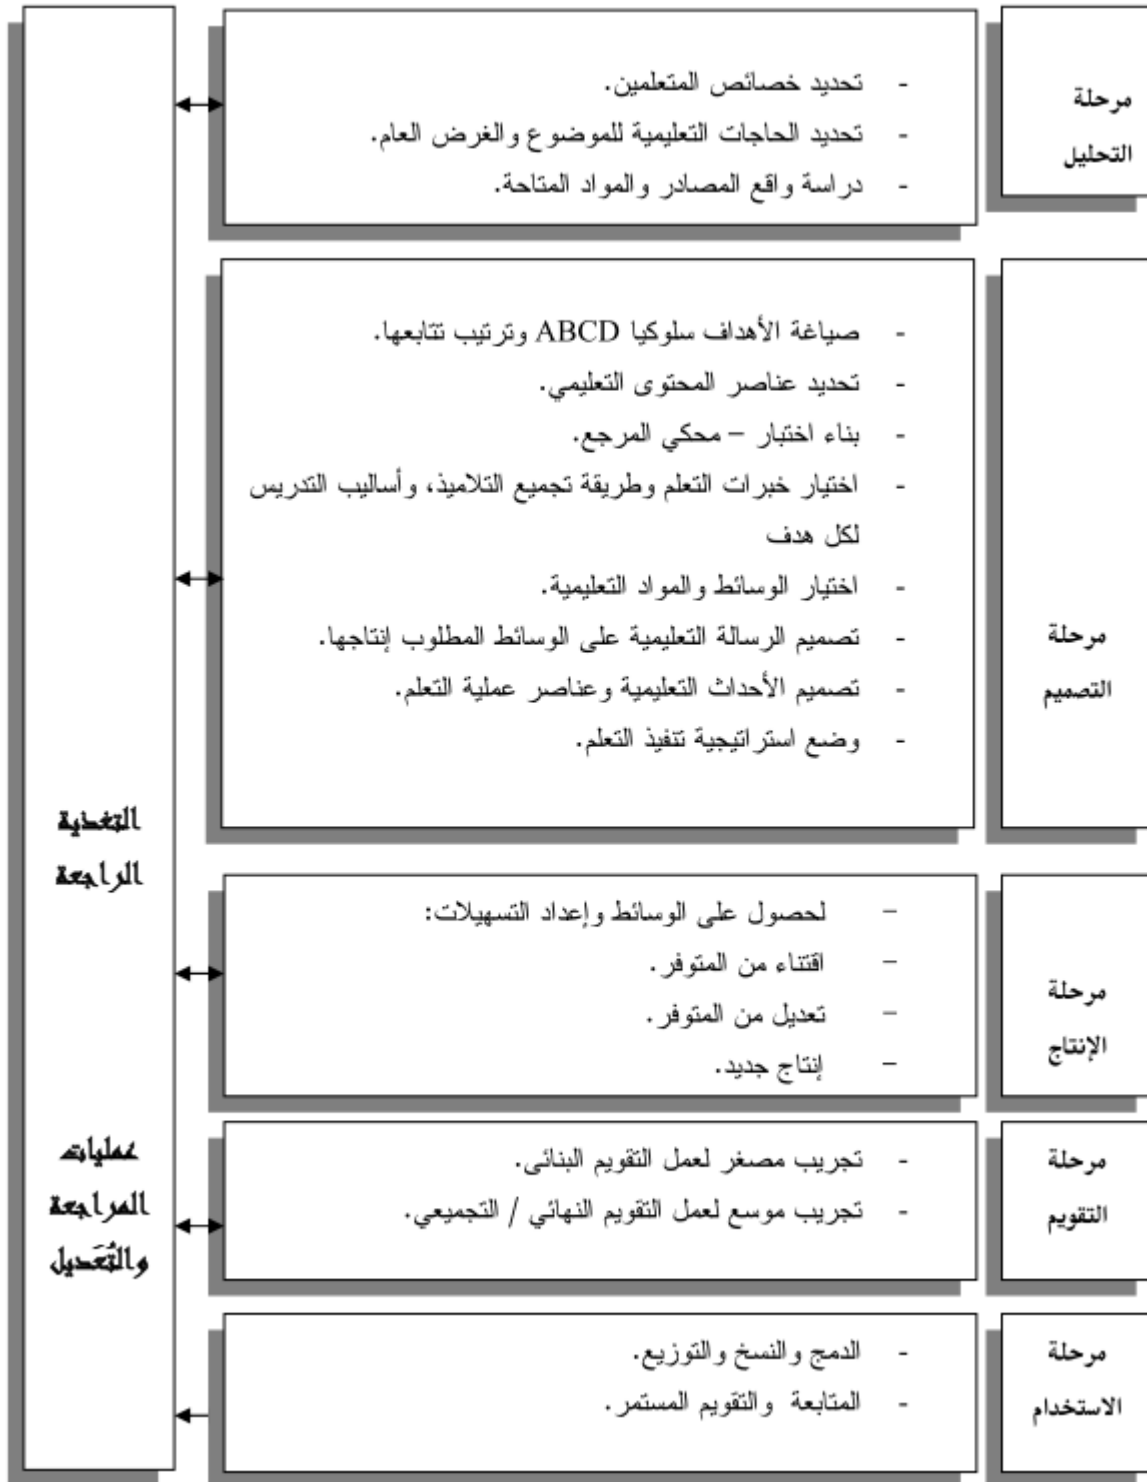 مرحلة
التحليل
- تحديد خصائص المتعلمين.
- تحديد الحاجات التعليمية للموضوع والغرض العام.
- دراسة واقع المصادر والمواد المتاحة.
مرحلة
التصميم
- صياغة الأهداف سلوكيا ABCD وترتيب تتابعها.
- تحديد عناصر المحتوى التعليمي.
- بناء اختبار – محكي المرجع.
- اختيار خبرات التعلم وطريقة تجميع التلاميذ، وأساليب التدريس
لكل هدف
- اختيار الوسائط والمواد التعليمية.
- تصميم الرسالة التعليمية على الوسائط المطلوب إنتاجها.
- تصميم الأحداث التعليمية وعناصر عملية التعلم.
- وضع استراتيجية تنفيذ التعلم.
مرحلة
الإنتاج
– لحصول على الوسائط وإعداد التسهيلات:
– اقتناء من المتوفر.
– تعديل من المتوفر.
– إنتاج جديد.
مرحلة
التقويم
- تجريب مصغر لعمل التقويم البنائى.
- تجريب موسع لعمل التقويم النهائي / التجميعي.
مرحلة
الاستخدام
- الدمج والنسخ والتوزيع.
- المتابعة والتقويم المستمر.
التغذية
الراجعة
عمليات
المراجعة
والتَعديل